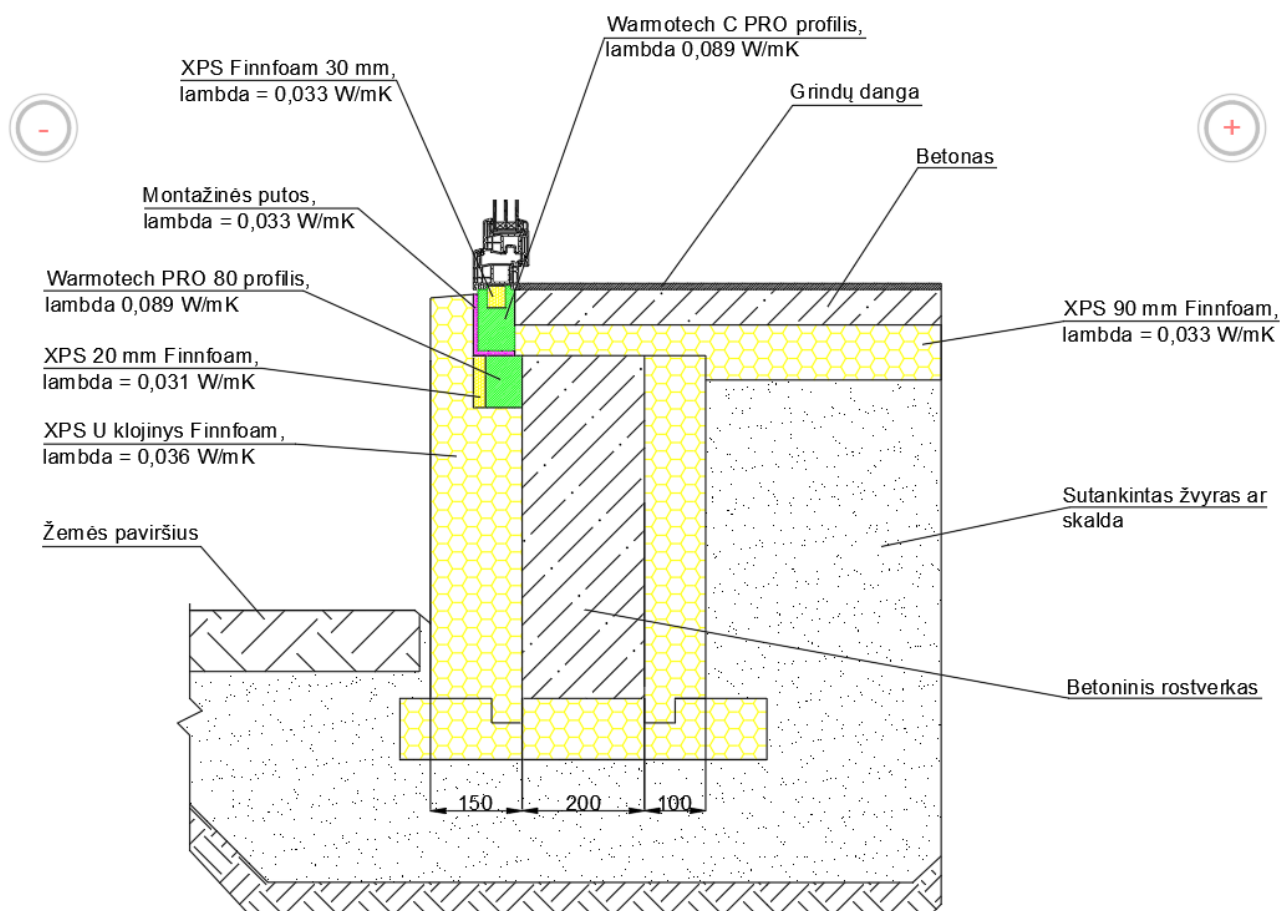 Warmotech C PRO profilis,
lambda 0,089 W/mK
XPS Finnfoam 30 mm,
lambda = 0,033 W/mK
Grindų danga
-
+
Betonas
Montažinės putos,
lambda = 0,033 W/mK
Warmotech PRO 80 profilis,
lambda 0,089 W/mK
XPS 90 mm Finnfoam,
lambda = 0,033 W/mK
XPS 20 mm Finnfoam,
lambda = 0,031 W/mK
XPS U klojinys Finnfoam,
lambda = 0,036 W/mK
Sutankintas žvyras ar
skalda
Žemės paviršius
Betoninis rostverkas
150
200
100